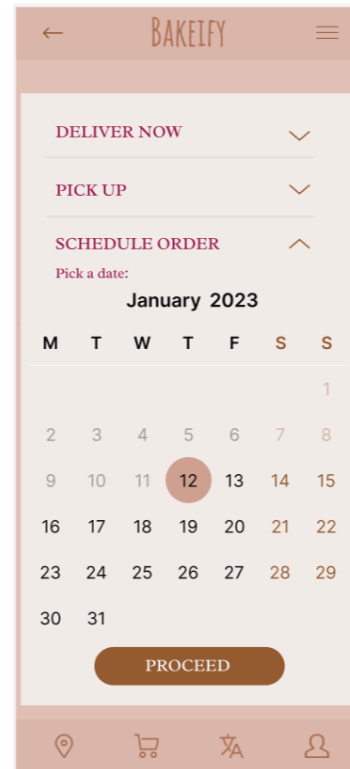 BAKEIFY
DELIVER NOW
PICK UP
SCHEDULE ORDER
Pick a date:
January 2023
M T W T F S S
1
2 3 4 5 6 7 8
9 10 11 12 13 14 15
16 17 18 19 20 21 22
23 24 25 26 27 28 29
30 31
PROCEED
文A